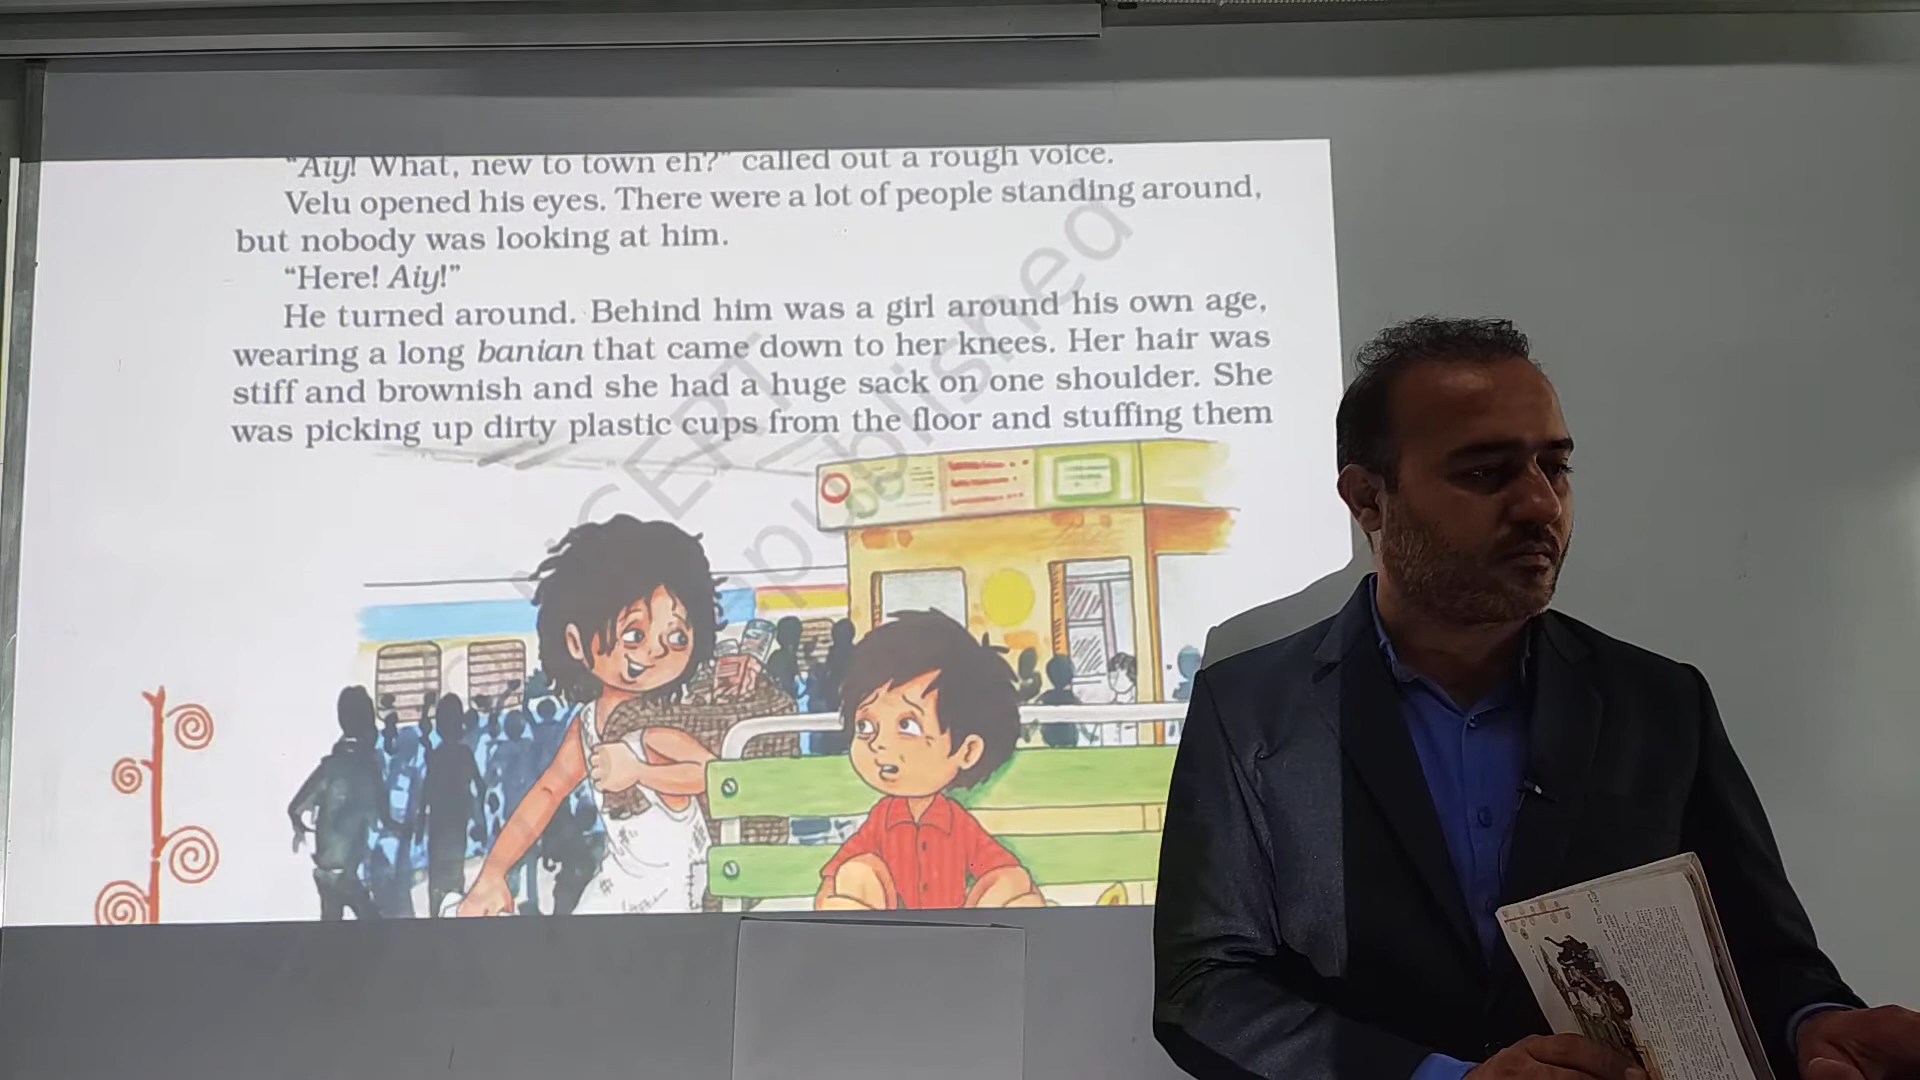 "Aiy! What, new to town eh?" called out a rough voice.
Velu opened his eyes. There were a lot of people standing around,
but nobody was looking at him.
"Here! Aiy!"
He turned around. Behind him was a girl around his own age,
wearing a long banian that came down to her knees. Her hair was
stiff and brownish and she had a huge sack on one shoulder. She
was picking up dirty plastic cups from the floor and stuffing them
NCERT
republished